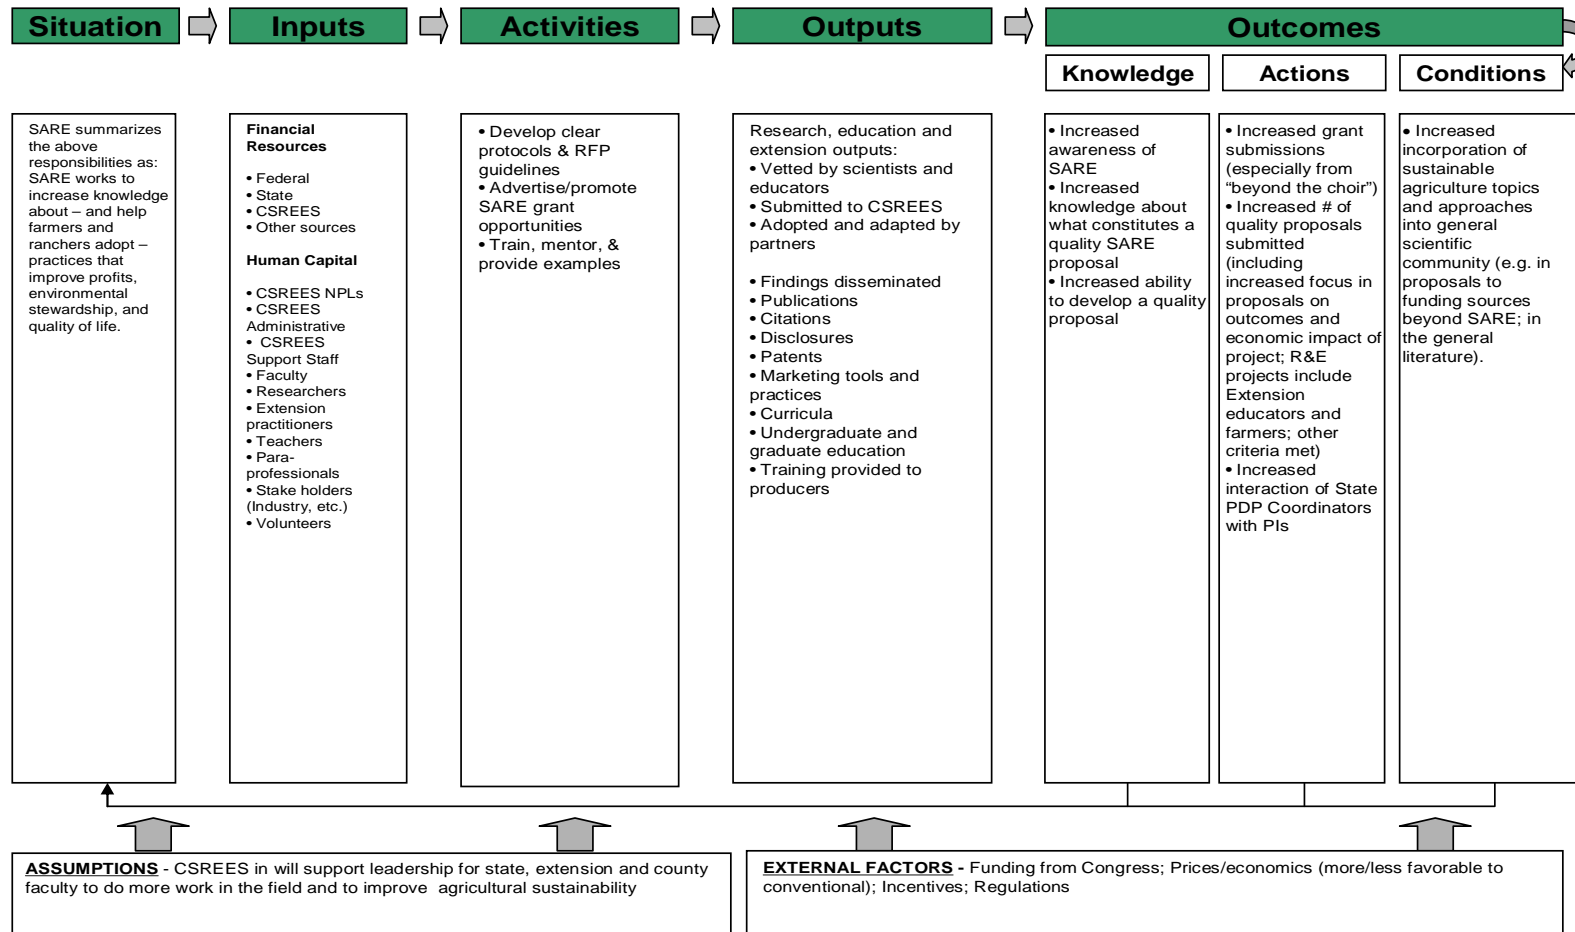 Situation
Inputs
Activities
Outputs
Outcomes
Knowledge
Actions
Conditions
SARE summarizes
the above
responsibilities as:
SARE works to
increase knowledge
about – and help
farmers and
ranchers adopt –
practices that
improve profits,
environmental
stewardship, and
quality of life.
Financial
Resources
• Federal
• State
• CSREES
• Other sources
Human Capital
• CSREES NPLs
• CSREES
Administrative
• CSREES
Support Staff
• Faculty
• Researchers
• Extension
practitioners
• Teachers
• Para-
professionals
• Stake holders
(Industry, etc.)
• Volunteers
• Develop clear
protocols & RFP
guidelines
• Advertise/promote
SARE grant
opportunities
• Train, mentor, &
provide examples
Research, education and
extension outputs:
• Vetted by scientists and
educators
• Submitted to CSREES
• Adopted and adapted by
partners
• Findings disseminated
• Publications
• Citations
• Disclosures
• Patents
• Marketing tools and
practices
• Curricula
• Undergraduate and
graduate education
• Training provided to
producers
• Increased
awareness of
SARE
• Increased
knowledge about
what constitutes a
quality SARE
proposal
• Increased ability
to develop a quality
proposal
• Increased grant
submissions
(especially from
“beyond the choir”)
• Increased # of
quality proposals
submitted
(including
increased focus in
proposals on
outcomes and
economic impact of
project; R&E
projects include
Extension
educators and
farmers; other
criteria met)
• Increased
interaction of State
PDP Coordinators
with PIs
• Increased
incorporation of
sustainable
agriculture topics
and approaches
into general
scientific
community (e.g. in
proposals to
funding sources
beyond SARE; in
the general
literature).
ASSUMPTIONS - CSREES in will support leadership for state, extension and county
faculty to do more work in the field and to improve agricultural sustainability
EXTERNAL FACTORS - Funding from Congress; Prices/economics (more/less favorable to
conventional); Incentives; Regulations